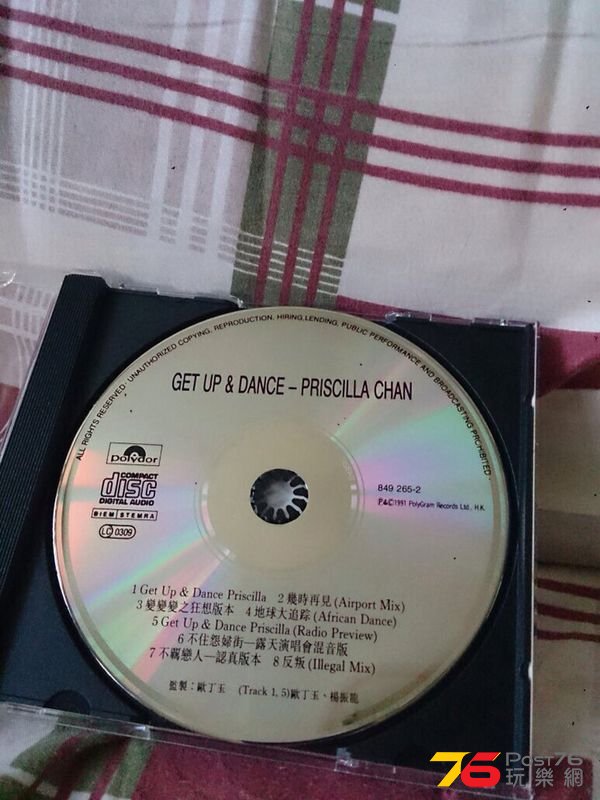 ALL RIGHTS RESERVED · UNAUTHORIZED COPYING, REPRODUCTION, HIRING, LENDING, PUBLIC PERFORMANCE AND BROADCASTING PROHIBITED.
GET UP & DANCE – PRISCILLA CHAN
polydor
COMPACT
disc
DIGITAL AUDIO
BIEM STEMRA
LC 0309
849 265-2
P&C1991 PolyGram Records Ltd., H.K.
1 Get Up & Dance Priscilla 2 幾時再見 (Airport Mix)
3 變變變之狂想版本 4 地球大追踪 (African Dance)
5 Get Up & Dance Priscilla (Radio Preview)
6 不住怨婦街—露天演唱會混音版
7 不羈戀人—認真版本 8 反叛 (Illegal Mix)
監製：歐丁玉 (Track 1, 5)歐丁玉、楊振龍
76 Post76
玩樂網